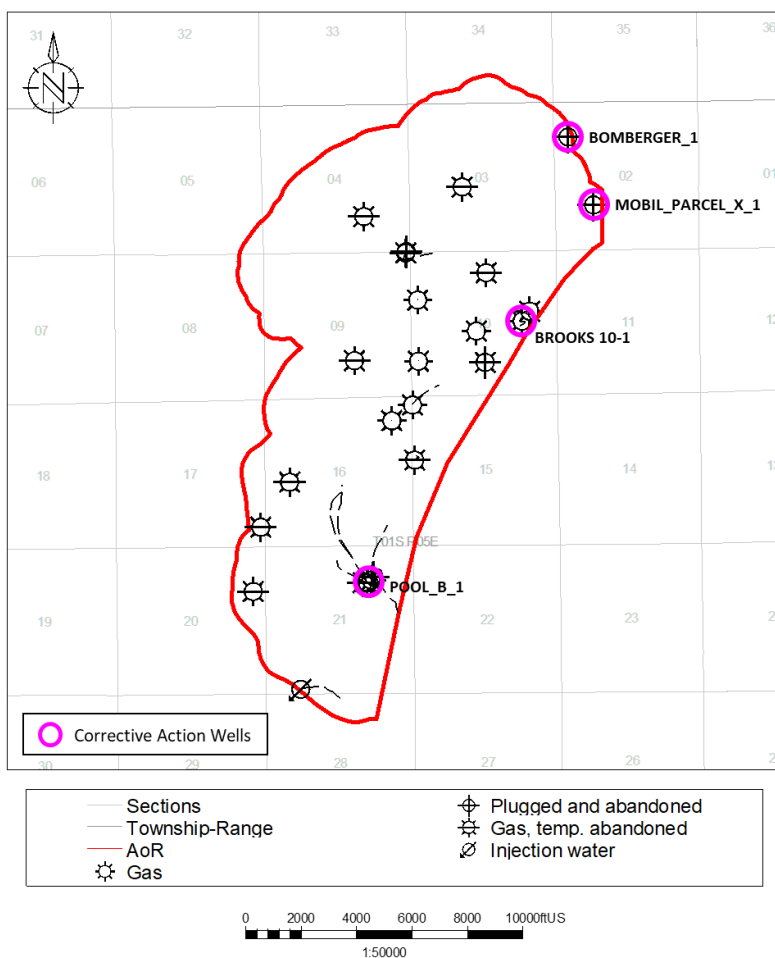 31 32 33 34 35 36
BOMBERGER_1
06 05 04 03 02 01
MOBIL_PARCEL_X_1
07 08 09 10 11 12
BROOKS 10-1
18 17 16 15 14 13
T01S R05E
POOL_B_1
19 20 21 22 23 2
Corrective Action Wells
30 29 28 27 26
Sections
Township-Range
AoR
Gas
Plugged and abandoned
Gas, temp. abandoned
Injection water
0 2000 4000 6000 8000 10000ftUS
1:50000